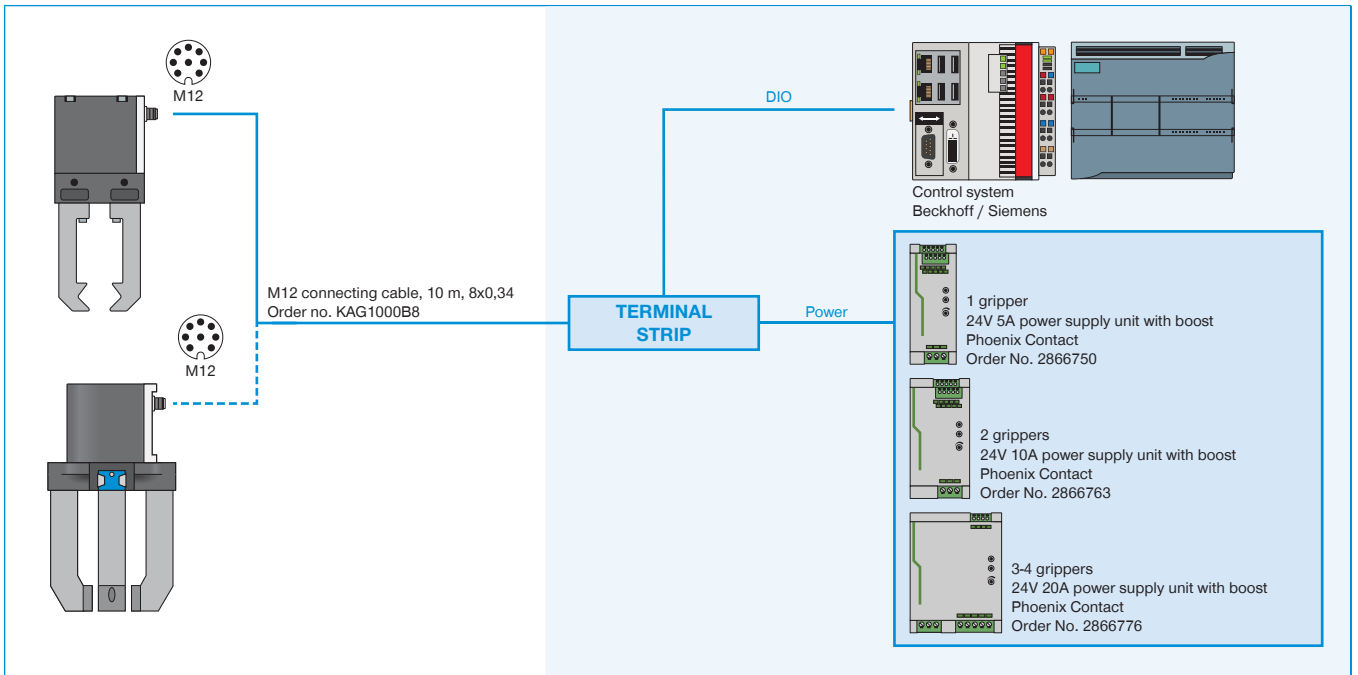 M12
M12
M12 connecting cable, 10 m, 8x0,34
Order no. KAG1000B8
TERMINAL
STRIP
DIO
Power
Control system
Beckhoff / Siemens
1 gripper
24V 5A power supply unit with boost
Phoenix Contact
Order No. 2866750
2 grippers
24V 10A power supply unit with boost
Phoenix Contact
Order No. 2866763
3-4 grippers
24V 20A power supply unit with boost
Phoenix Contact
Order No. 2866776